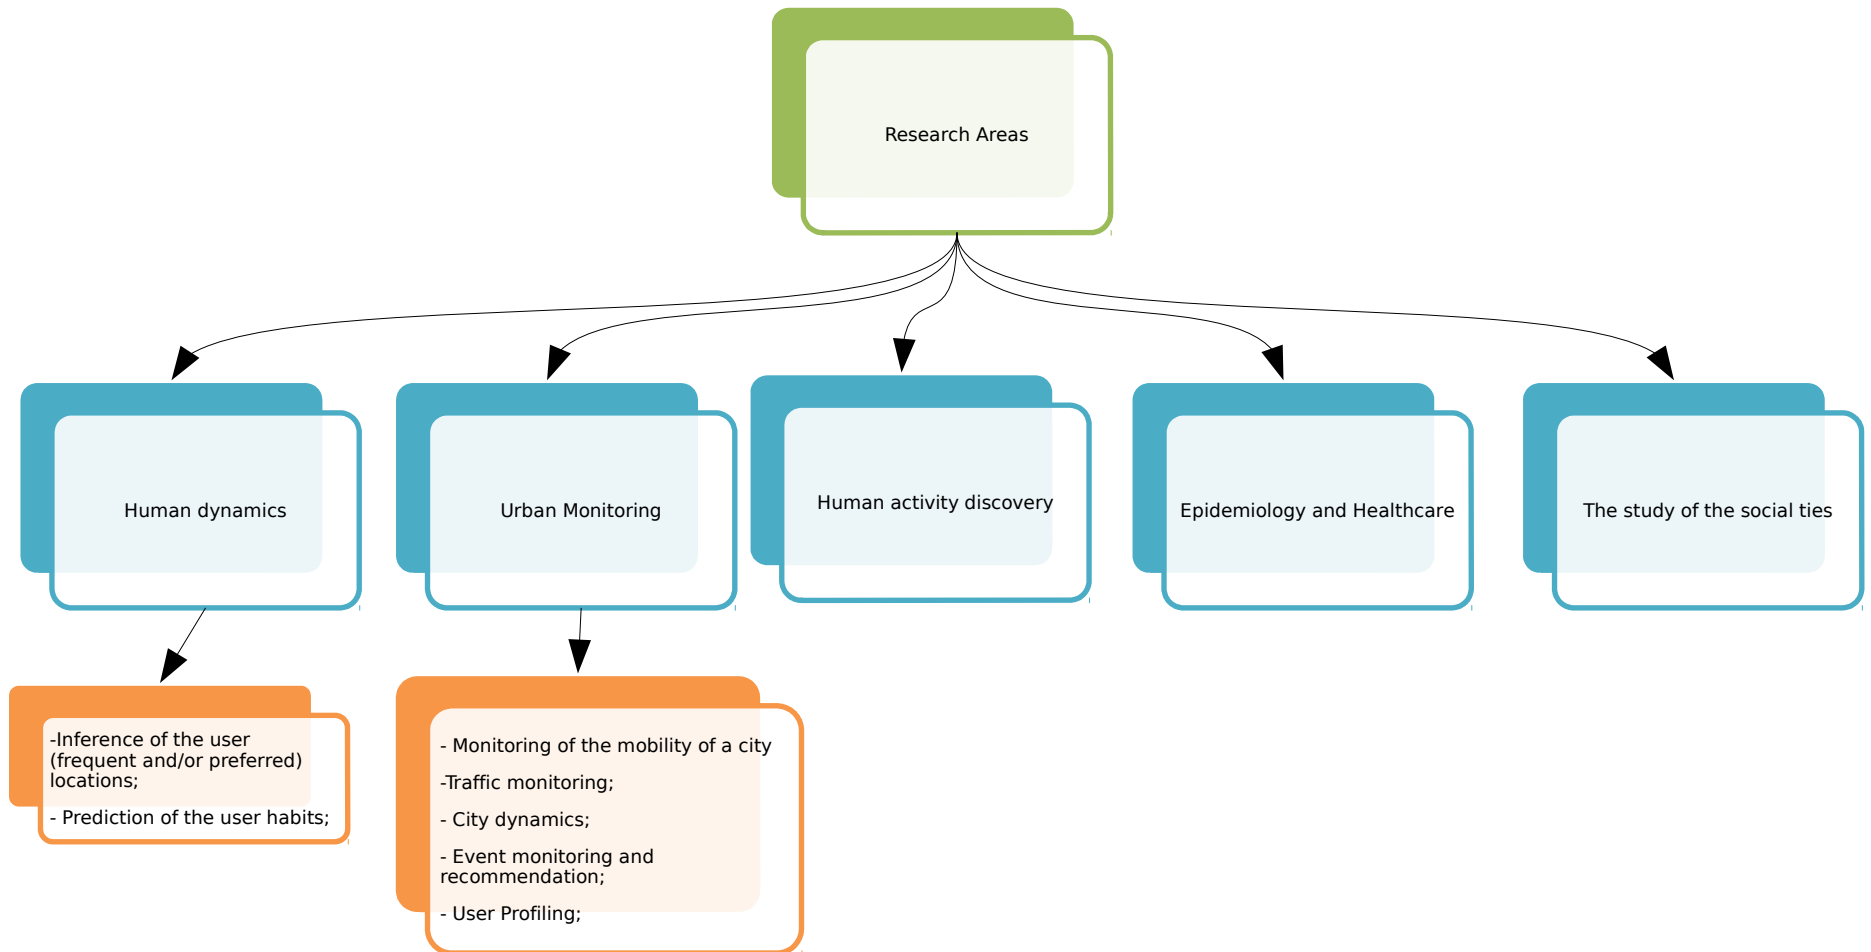 Research Areas
Human dynamics
Urban Monitoring
Human activity discovery
Epidemiology and Healthcare
The study of the social ties
-Inference of the user
(frequent and/or preferred)
locations;
- Prediction of the user habits;
- Monitoring of the mobility of a city
-Traffic monitoring;
- City dynamics;
- Event monitoring and
recommendation;
- User Profiling;